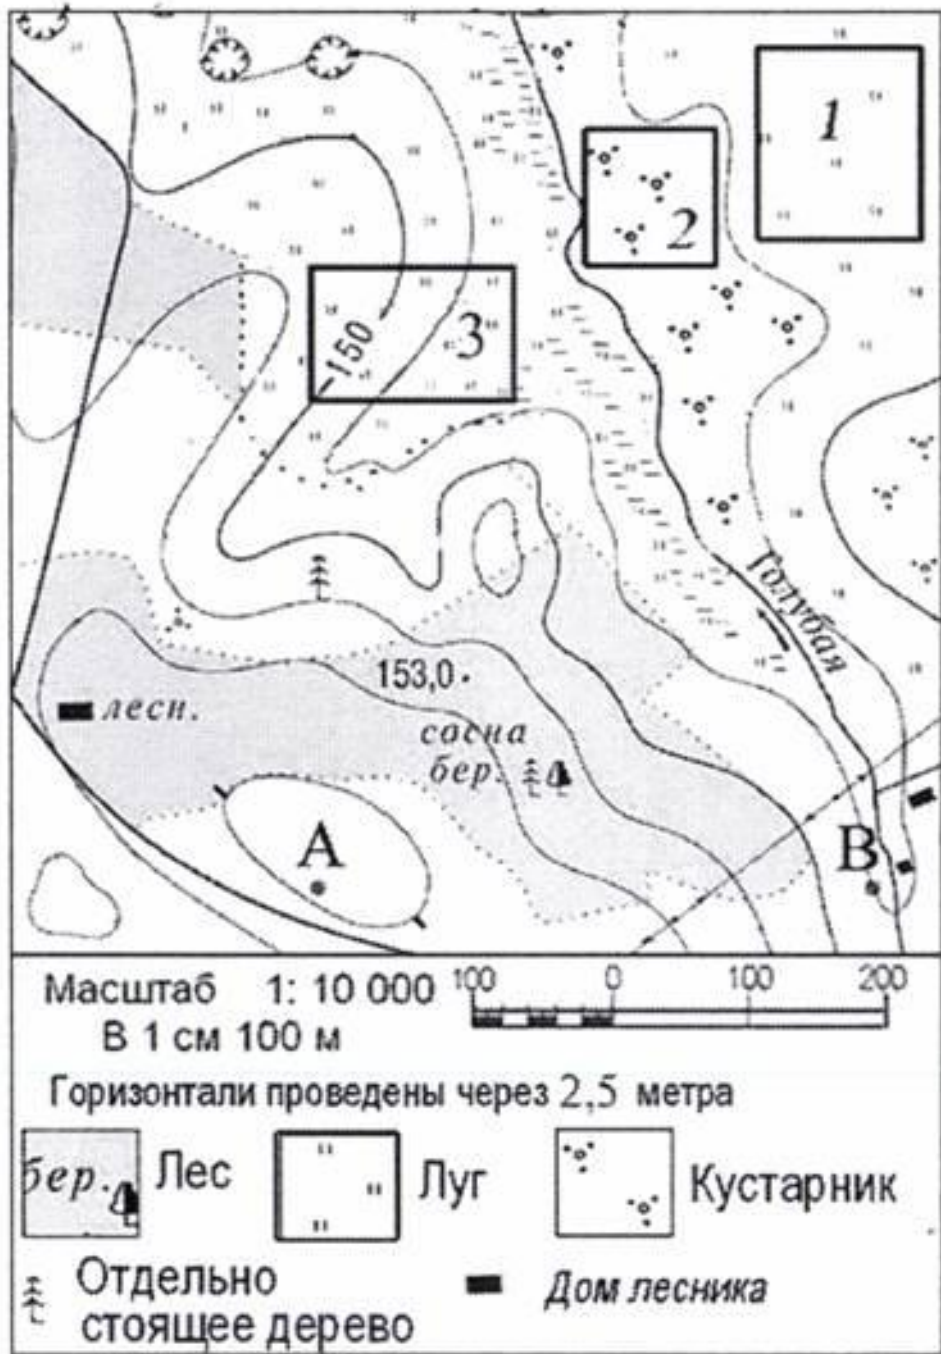 1
2
150
3
Голубая
153,0
лесн.
сосна
бер.
А
В
Масштаб 1: 10 000
В 1 см 100 м
100 0 100 200
Горизонтали проведены через 2,5 метра
бер.
Лес
Луг
Кустарник
Отдельно
стоящее дерево
Дом лесника